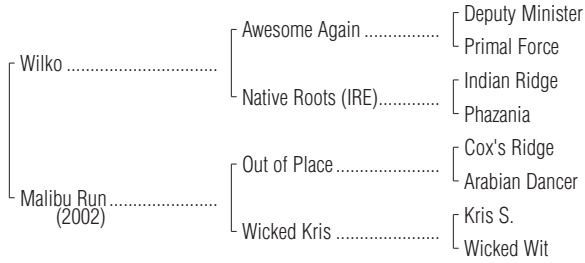 Deputy Minister
Awesome Again ................
Primal Force
Wilko ................................
Indian Ridge
Native Roots (IRE).............
Phazania
Cox's Ridge
Out of Place ......................
Arabian Dancer
Malibu Run .......................
(2002)
Kris S.
Wicked Kris ......................
Wicked Wit